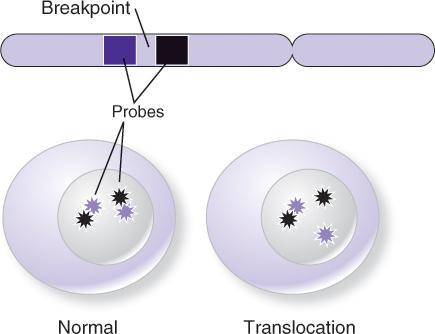 Breakpoint
Probes
Normal
Translocation